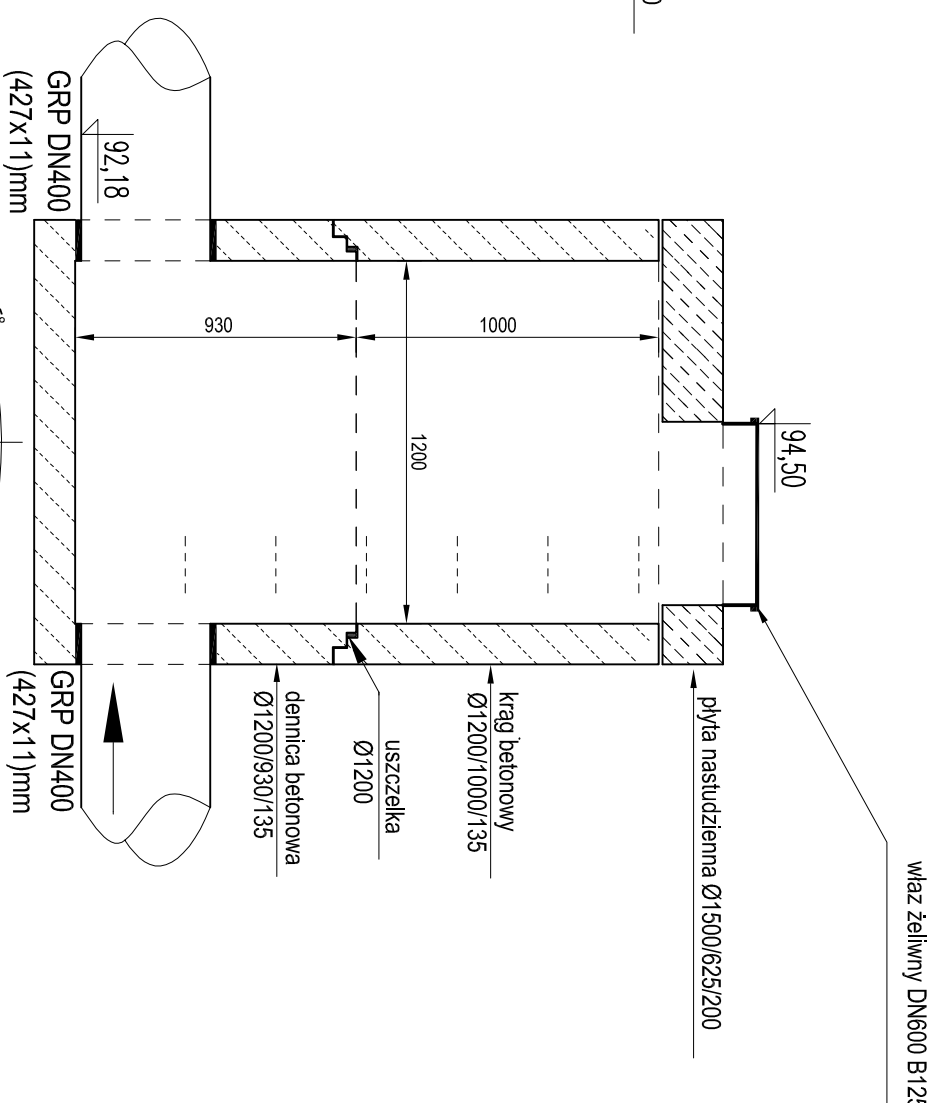 właz żeliwny DN600 B125
94,50
płyta nastudzienna Ø1500/625/200
krąg betonowy
Ø1200/1000/135
uszczelka
Ø1200
dennica betonowa
Ø1200/930/135
1200
930
1000
92,18
GRP DN400
(427x11)mm
GRP DN400
(427x11)mm